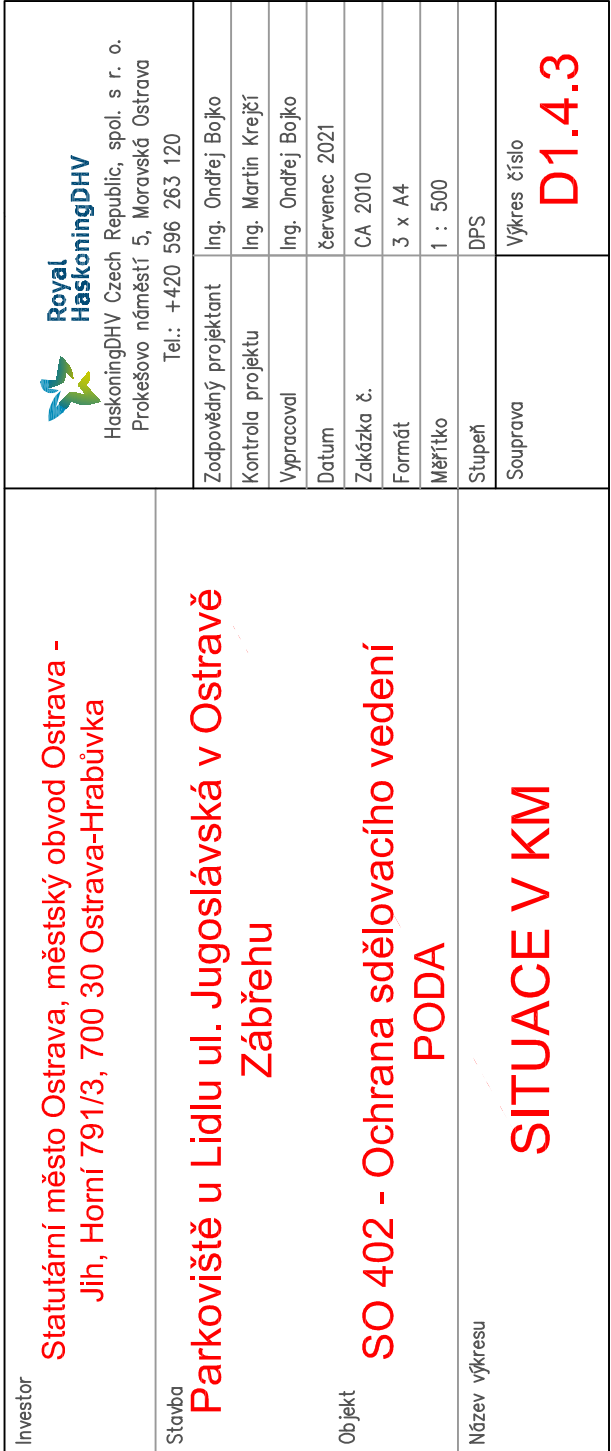 Investor
Statutární město Ostrava, městský obvod Ostrava -
Jih, Horní 791/3, 700 30 Ostrava-Hrabůvka
Stavba
Parkoviště u Lidlu ul. Jugoslávská v Ostravě
Zábřehu
Objekt
SO 402 - Ochrana sdělovacího vedení
PODA
Název výkresu
SITUACE V KM
Royal
HaskoningDHV
HaskoningDHV Czech Republic, spol. s r. o.
Prokešovo náměstí 5, Moravská Ostrava
Tel.: +420 596 263 120
Zodpovědný projektant Ing. Ondřej Bojko
Kontrola projektu Ing. Martin Krejčí
Vypracoval Ing. Ondřej Bojko
Datum červenec 2021
Zakázka č. CA 2010
Formát 3 x A4
Měřítko 1 : 500
Stupeň DPS
Souprava Výkres číslo
D1.4.3